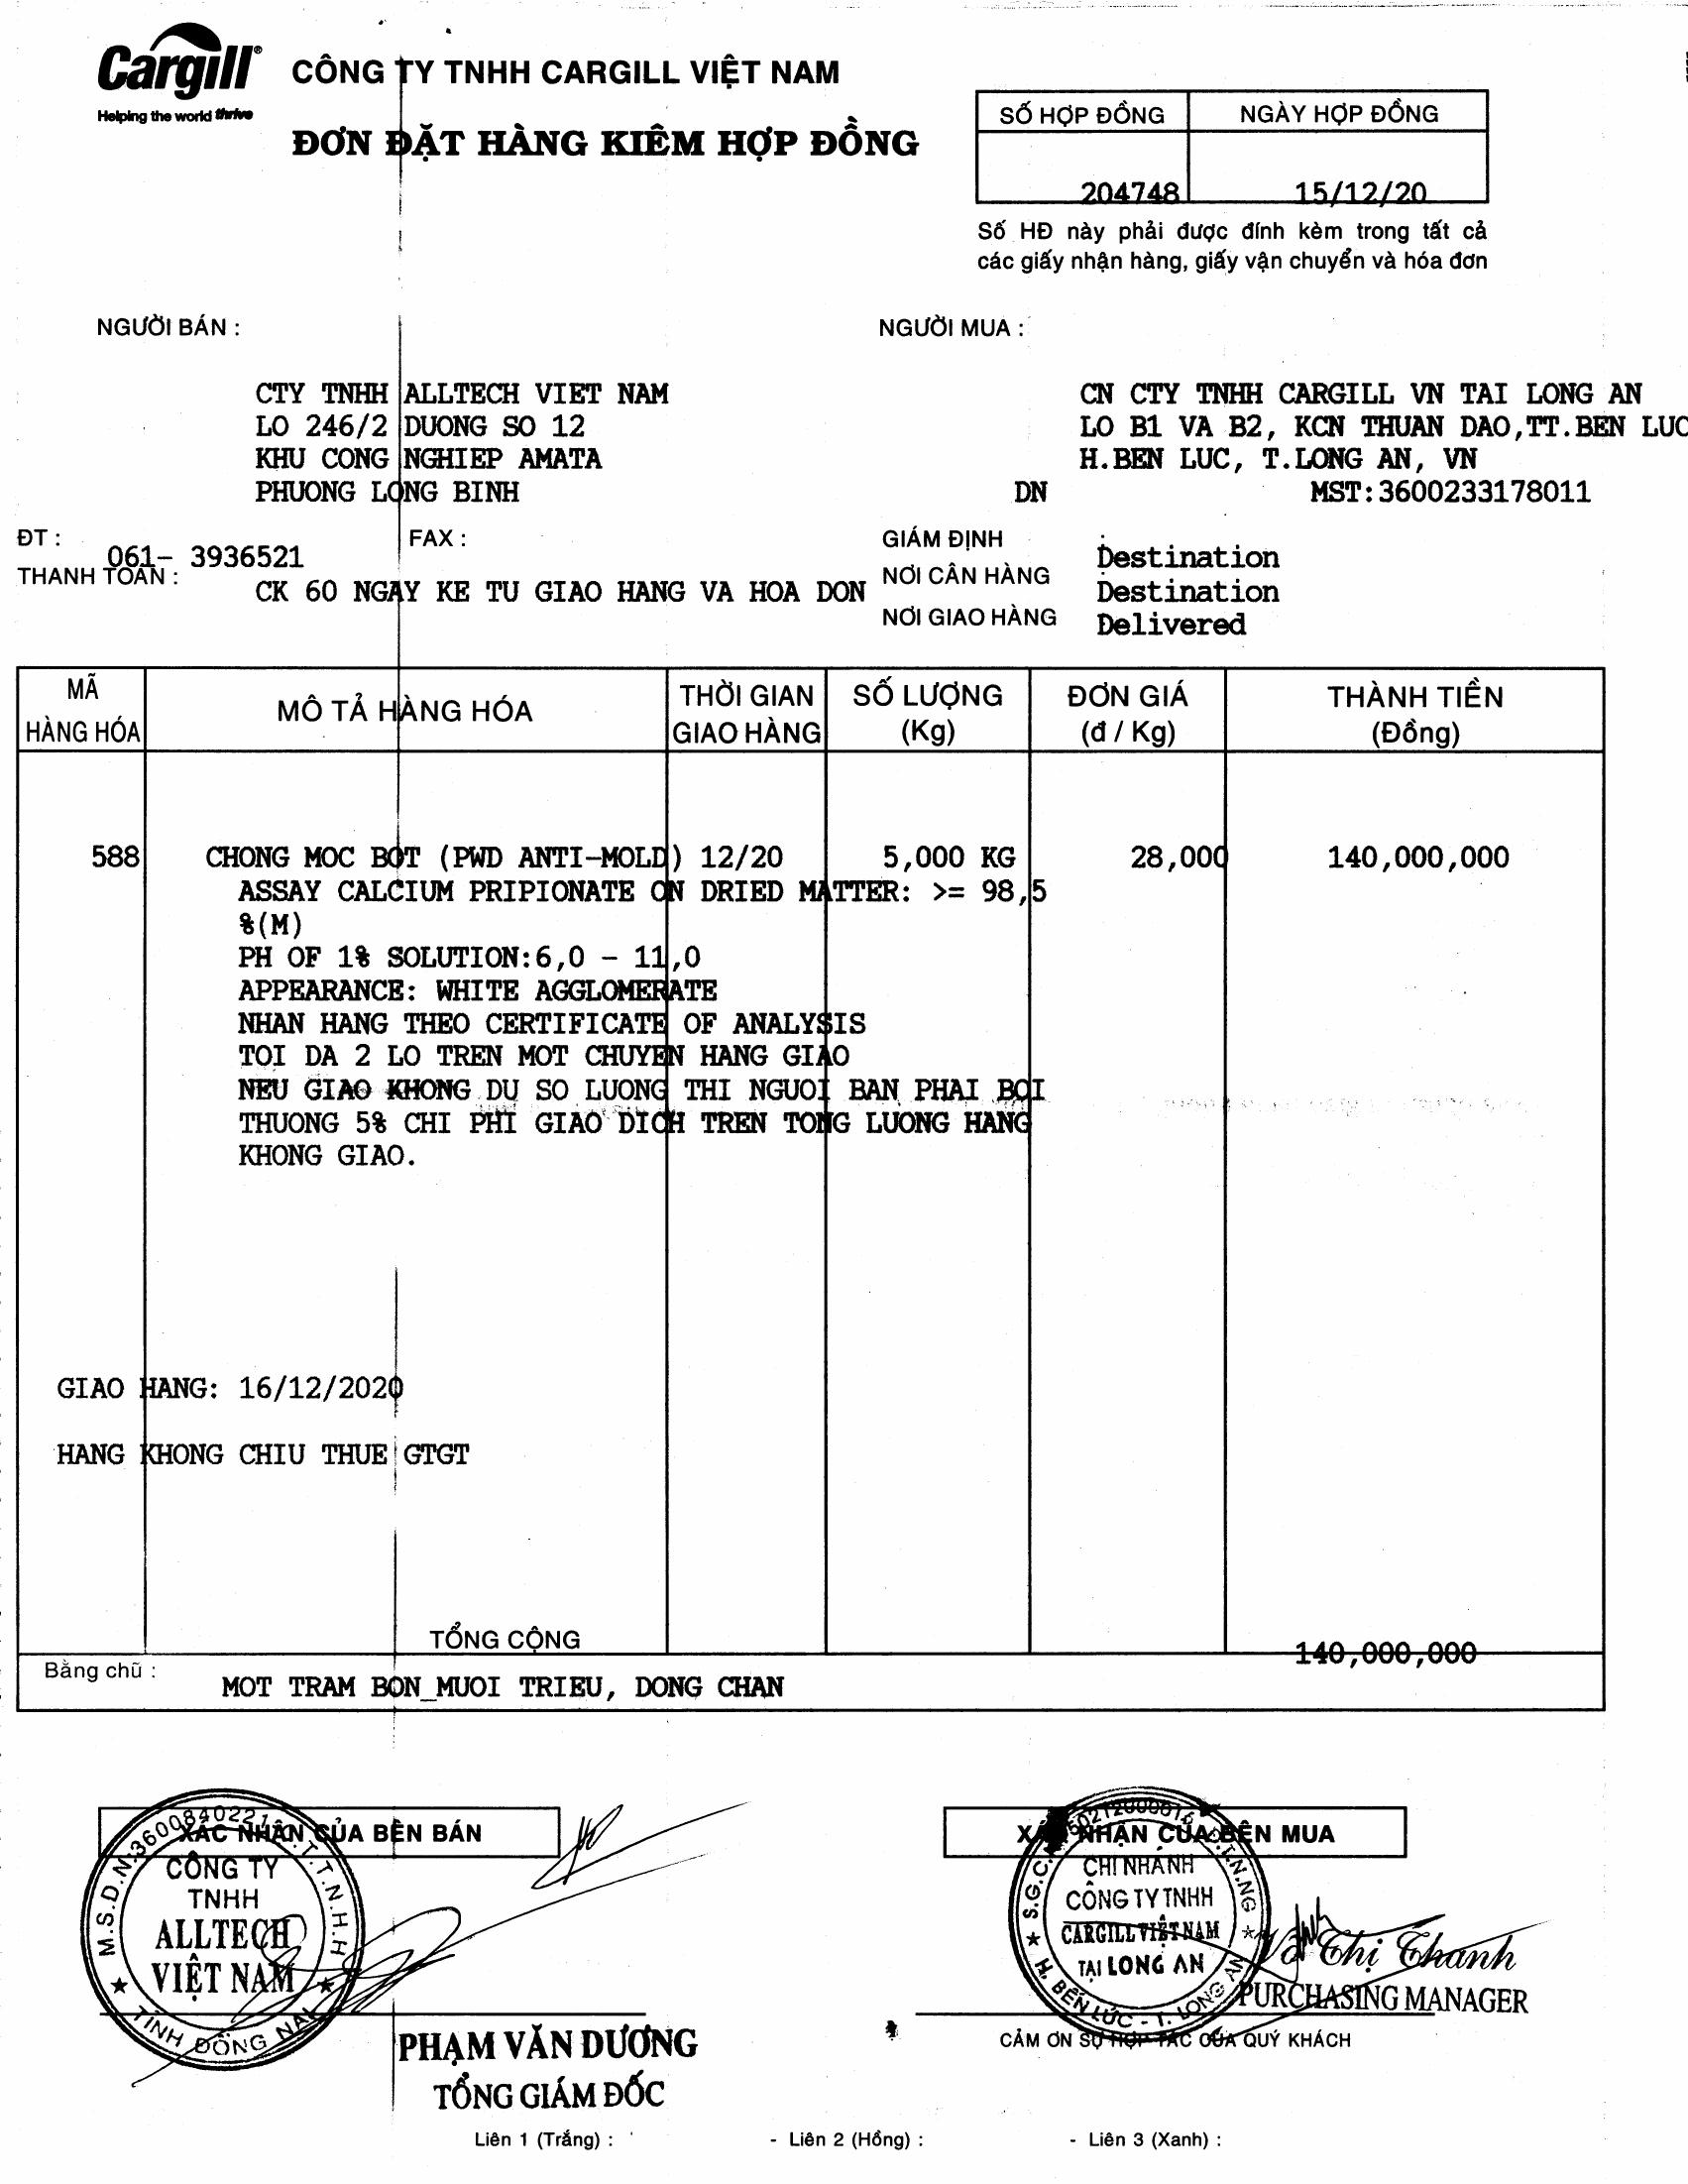 Cargill®
Helping the world thrive
CÔNG TY TNHH CARGILL VIỆT NAM
ĐƠN ĐẶT HÀNG KIÊM HỢP ĐỒNG
SỐ HỢP ĐỒNG NGÀY HỢP ĐỒNG
204748 15/12/20
Số HĐ này phải được đính kèm trong tất cả
các giấy nhận hàng, giấy vận chuyển và hóa đơn
NGƯỜI BÁN : NGƯỜI MUA :
CTY TNHH ALLTECH VIET NAM CN CTY TNHH CARGILL VN TAI LONG AN
LO 246/2 DUONG SO 12 LO B1 VA B2, KCN THUAN DAO,TT.BEN LUC
KHU CONG NGHIEP AMATA H.BEN LUC, T.LONG AN, VN
PHUONG LONG BINH DN MST:3600233178011
ĐT : 061- 3936521 FAX : GIÁM ĐỊNH Destination
THANH TOÁN : CK 60 NGAY KE TU GIAO HANG VA HOA DON NƠI CÂN HÀNG Destination
NƠI GIAO HÀNG Delivered
MÃ HÀNG HÓA MÔ TẢ HÀNG HÓA THỜI GIAN GIAO HÀNG SỐ LƯỢNG (Kg) ĐƠN GIÁ (đ / Kg) THÀNH TIỀN (Đồng)
588 CHONG MOC BOT (PWD ANTI-MOLD) 12/20 5,000 KG 28,000 140,000,000
ASSAY CALCIUM PRIPIONATE ON DRIED MATTER: >= 98,5
%(M)
PH OF 1% SOLUTION:6,0 - 11,0
APPEARANCE: WHITE AGGLOMERATE
NHAN HANG THEO CERTIFICATE OF ANALYSIS
TOI DA 2 LO TREN MOT CHUYEN HANG GIAO
NEU GIAO KHONG DU SO LUONG THI NGUOI BAN PHAI BOI
THUONG 5% CHI PHI GIAO DICH TREN TONG LUONG HANG
KHONG GIAO.
GIAO HANG: 16/12/2020
HANG KHONG CHIU THUE GTGT
TỔNG CỘNG 140,000,000
Bằng chữ : MOT TRAM BON_MUOI TRIEU, DONG CHAN
XÁC NHẬN CỦA BÊN BÁN XÁC NHẬN CỦA BÊN MUA
M.S.D.N:3600840221 C.T.T.N.H.H
CÔNG TY
TNHH
ALLTECH
VIỆT NAM
TỈNH ĐỒNG NAI
CHI NHÁNH
CÔNG TY TNHH
CARGILL VIỆT NAM
TẠI LONG AN
H. BẾN LỨC - T. LONG AN
Võ Thị Thanh
PURCHASING MANAGER
CẢM ƠN SỰ HỢP TÁC CỦA QUÝ KHÁCH
PHẠM VĂN DƯƠNG
TỔNG GIÁM ĐỐC
Liên 1 (Trắng) : - Liên 2 (Hồng) : - Liên 3 (Xanh) :